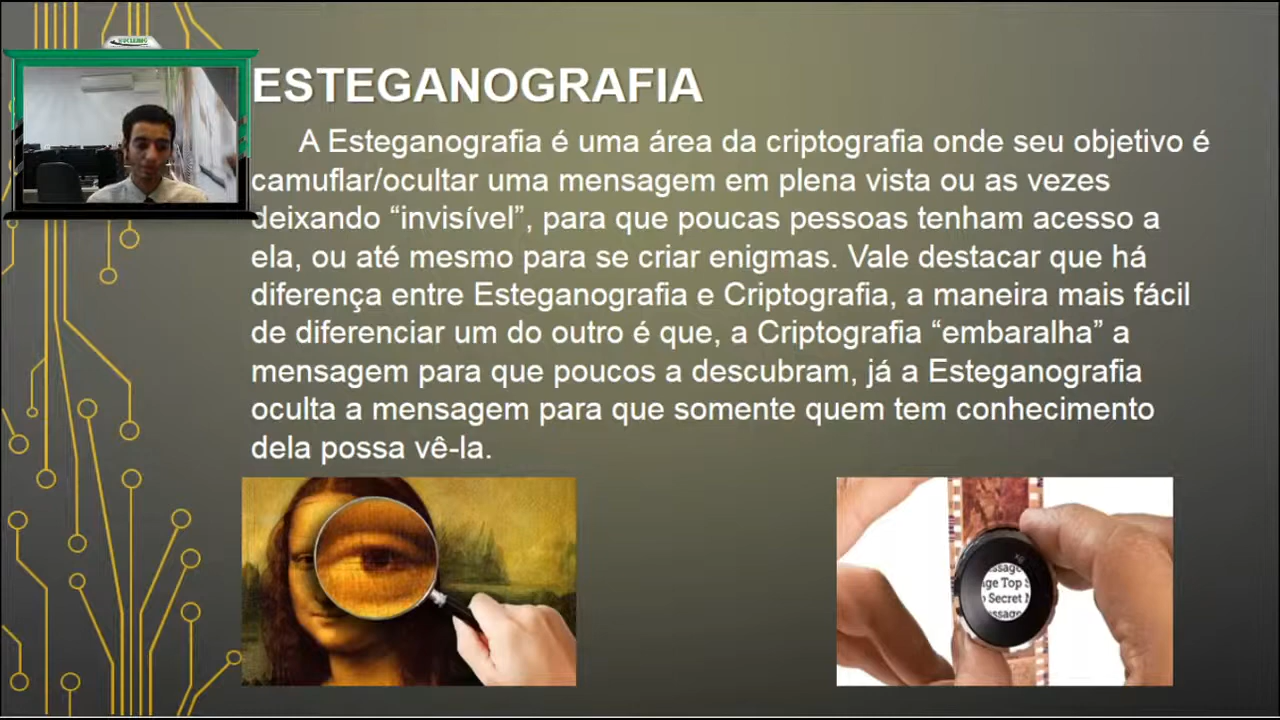 ESTEGANOGRAFIA
A Esteganografia é uma área da criptografia onde seu objetivo é
camuflar/ocultar uma mensagem em plena vista ou as vezes
deixando “invisível”, para que poucas pessoas tenham acesso a
ela, ou até mesmo para se criar enigmas. Vale destacar que há
diferença entre Esteganografia e Criptografia, a maneira mais fácil
de diferenciar um do outro é que, a Criptografia “embaralha” a
mensagem para que poucos a descubram, já a Esteganografia
oculta a mensagem para que somente quem tem conhecimento
dela possa vê-la.
ssage
age Top S
Secret M
ssage